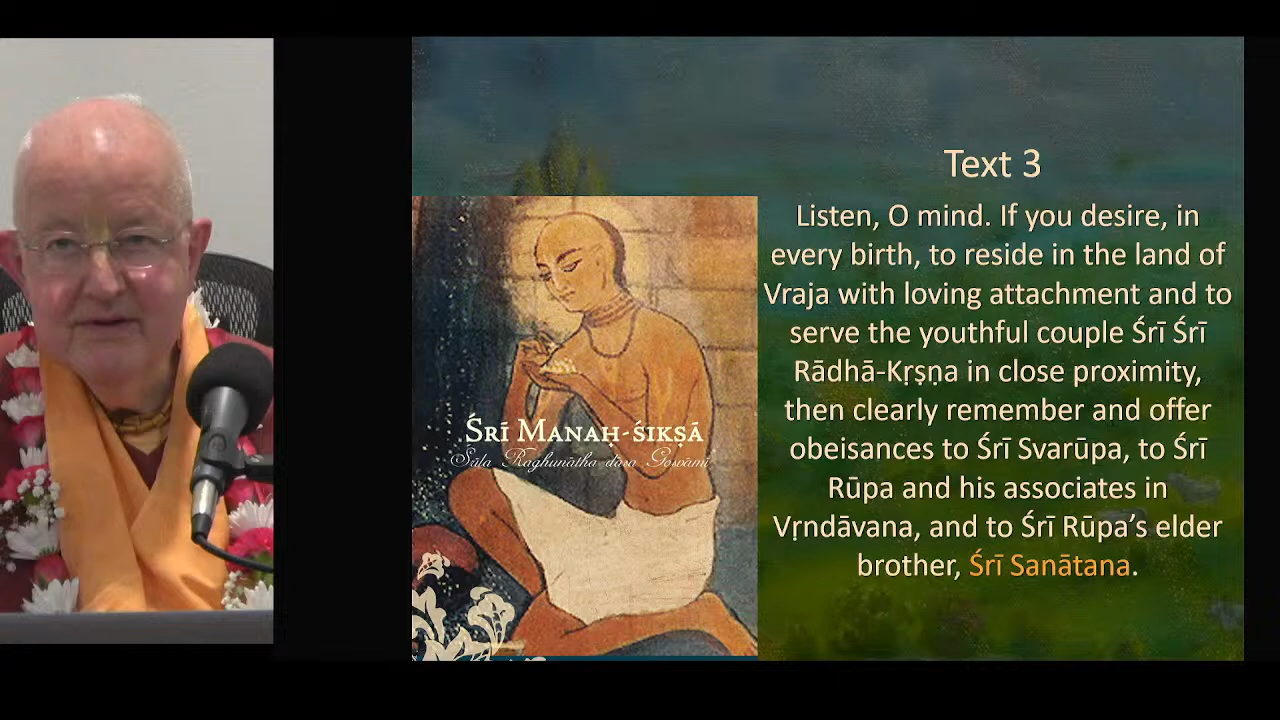 Text 3
Listen, O mind. If you desire, in
every birth, to reside in the land of
Vraja with loving attachment and to
serve the youthful couple Śrī Śrī
Rādhā-Kṛṣṇa in close proximity,
then clearly remember and offer
obeisances to Śrī Svarūpa, to Śrī
Rūpa and his associates in
Vṛndāvana, and to Śrī Rūpa’s elder
brother, Śrī Sanātana.
Śrī Manaḥ-śikṣā
Śrīla Raghunātha dāsa Gosvāmī